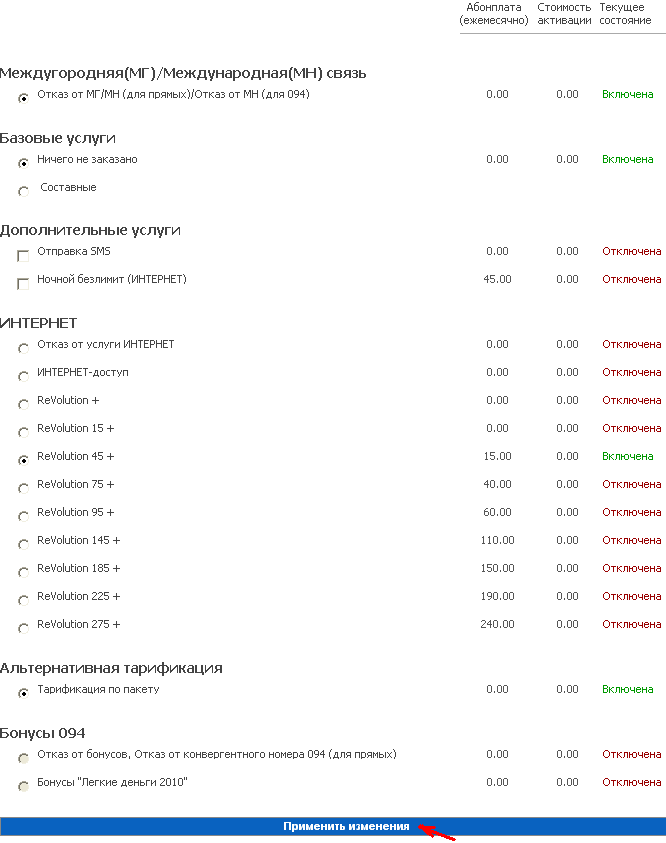 Абонплата Стоимость Текущее
(ежемесячно) активации состояние
Междугородняя(МГ)/Международная(МН) связь
Отказ от МГ/МН (для прямых)/Отказ от МН (для 094) 0.00 0.00 Включена
Базовые услуги
Ничего не заказано 0.00 0.00 Включена
Составные
Дополнительные услуги
Отправка SMS 0.00 0.00 Отключена
Ночной безлимит (ИНТЕРНЕТ) 45.00 0.00 Отключена
ИНТЕРНЕТ
Отказ от услуги ИНТЕРНЕТ 0.00 0.00 Отключена
ИНТЕРНЕТ-доступ 0.00 0.00 Отключена
ReVolution + 0.00 0.00 Отключена
ReVolution 15 + 0.00 0.00 Отключена
ReVolution 45 + 15.00 0.00 Включена
ReVolution 75 + 40.00 0.00 Отключена
ReVolution 95 + 60.00 0.00 Отключена
ReVolution 145 + 110.00 0.00 Отключена
ReVolution 185 + 150.00 0.00 Отключена
ReVolution 225 + 190.00 0.00 Отключена
ReVolution 275 + 240.00 0.00 Отключена
Альтернативная тарификация
Тарификация по пакету 0.00 0.00 Включена
Бонусы 094
Отказ от бонусов, Отказ от конвергентного номера 094 (для прямых) 0.00 0.00 Отключена
Бонусы "Легкие деньги 2010" 0.00 0.00 Отключена
Применить изменения